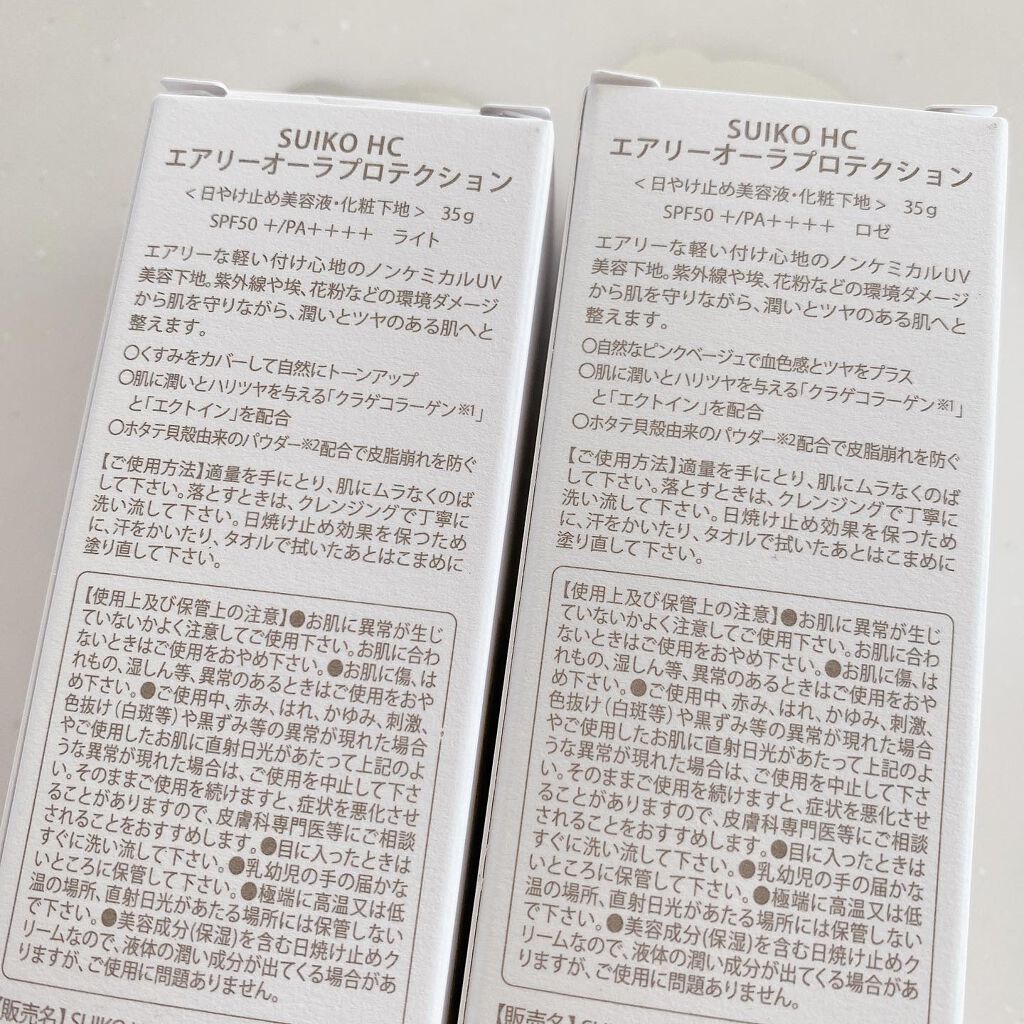 SUIKO HC
エアリーオーラプロテクション
<日やけ止め美容液・化粧下地> 35g
SPF50 +/PA++++ ライト
エアリーな軽い付け心地のノンケミカルUV
美容下地。紫外線や埃、花粉などの環境ダメージ
から肌を守りながら、潤いとツヤのある肌へと
整えます。
〇くすみをカバーして自然にトーンアップ
〇肌に潤いとハリツヤを与える「クラゲコラーゲン※1」
と「エクトイン」を配合
〇ホタテ貝殻由来のパウダー※2配合で皮脂崩れを防ぐ
【ご使用方法】適量を手にとり、肌にムラなくのば
して下さい。落とすときは、クレンジングで丁寧に
洗い流して下さい。日焼け止め効果を保つため
に、汗をかいたり、タオルで拭いたあとはこまめに
塗り直して下さい。
【使用上及び保管上の注意】●お肌に異常が生じ
ていないかよく注意してご使用下さい。お肌に合わ
ないときはご使用をおやめ下さい。●お肌に傷、は
れもの、湿しん等、異常のあるときはご使用をおや
め下さい。●ご使用中、赤み、はれ、かゆみ、刺激、
色抜け(白斑等)や黒ずみ等の異常が現れた場合
やご使用したお肌に直射日光があたって上記のよ
うな異常が現れた場合は、ご使用を中止して下さ
い。そのままご使用を続けますと、症状を悪化させ
ることがありますので、皮膚科専門医等にご相談
されることをおすすめします。●目に入ったときは
すぐに洗い流して下さい。●乳幼児の手の届かな
いところに保管して下さい。●極端に高温又は低
温の場所、直射日光があたる場所には保管しない
で下さい。●美容成分(保湿)を含む日焼け止めク
リームなので、液体の潤い成分が出てくる場合があ
りますが、ご使用に問題ありません。
【販売名】SUIKO
SUIKO HC
エアリーオーラプロテクション
<日やけ止め美容液・化粧下地> 35g
SPF50 +/PA++++ ロゼ
エアリーな軽い付け心地のノンケミカルUV
美容下地。紫外線や埃、花粉などの環境ダメージ
から肌を守りながら、潤いとツヤのある肌へと
整えます。
〇自然なピンクベージュで血色感とツヤをプラス
〇肌に潤いとハリツヤを与える「クラゲコラーゲン※1」
と「エクトイン」を配合
〇ホタテ貝殻由来のパウダー※2配合で皮脂崩れを防ぐ
【ご使用方法】適量を手にとり、肌にムラなくのば
して下さい。落とすときは、クレンジングで丁寧に
洗い流して下さい。日焼け止め効果を保つため
に、汗をかいたり、タオルで拭いたあとはこまめに
塗り直して下さい。
【使用上及び保管上の注意】●お肌に異常が生じ
ていないかよく注意してご使用下さい。お肌に合わ
ないときはご使用をおやめ下さい。●お肌に傷、は
れもの、湿しん等、異常のあるときはご使用をおや
め下さい。●ご使用中、赤み、はれ、かゆみ、刺激、
色抜け(白斑等)や黒ずみ等の異常が現れた場合
やご使用したお肌に直射日光があたって上記のよ
うな異常が現れた場合は、ご使用を中止して下さ
い。そのままご使用を続けますと、症状を悪化させ
ることがありますので、皮膚科専門医等にご相談
されることをおすすめします。●目に入ったときは
すぐに洗い流して下さい。●乳幼児の手の届かな
いところに保管して下さい。●極端に高温又は低
温の場所、直射日光があたる場所には保管しない
で下さい。●美容成分(保湿)を含む日焼け止めク
リームなので、液体の潤い成分が出てくる場合があ
りますが、ご使用に問題ありません。
【販売名】